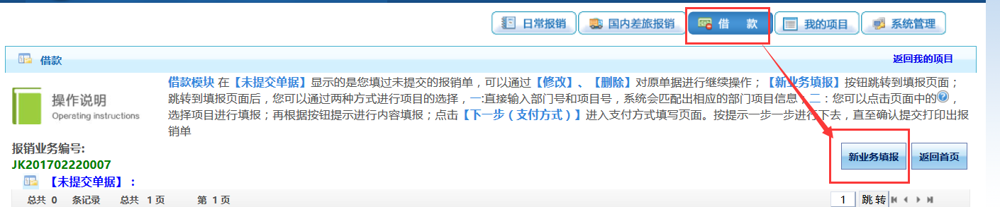 日常报销 国内差旅报销 借 款 我的项目 系统管理
借款 返回我的项目
操作说明
Operating instructions
借款模块 在【未提交单据】显示的是您填过未提交的报销单，可以通过【修改】、【删除】对原单据进行继续操作；【新业务填报】按钮跳转到填报页面；
跳转到填报页面后，您可以通过两种方式进行项目的选择，一:直接输入部门号和项目号，系统会匹配出相应的部门项目信息；二：您可以点击页面中的 ，
选择项目进行填报；再根据按钮提示进行内容填报；点击【下一步（支付方式）】进入支付方式填写页面。按提示一步一步进行下去，直至确认提交打印出报
销单
报销业务编号:
JK201702220007
新业务填报 返回首页
【未提交单据】：
总共 0 条记录 总共 1 页 第 1 页 1 跳 转